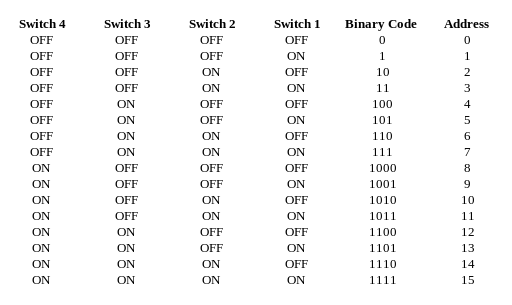 Switch 4 Switch 3 Switch 2 Switch 1 Binary Code Address
OFF OFF OFF OFF 0 0
OFF OFF OFF ON 1 1
OFF OFF ON OFF 10 2
OFF OFF ON ON 11 3
OFF ON OFF OFF 100 4
OFF ON OFF ON 101 5
OFF ON ON OFF 110 6
OFF ON ON ON 111 7
ON OFF OFF OFF 1000 8
ON OFF OFF ON 1001 9
ON OFF ON OFF 1010 10
ON OFF ON ON 1011 11
ON ON OFF OFF 1100 12
ON ON OFF ON 1101 13
ON ON ON OFF 1110 14
ON ON ON ON 1111 15